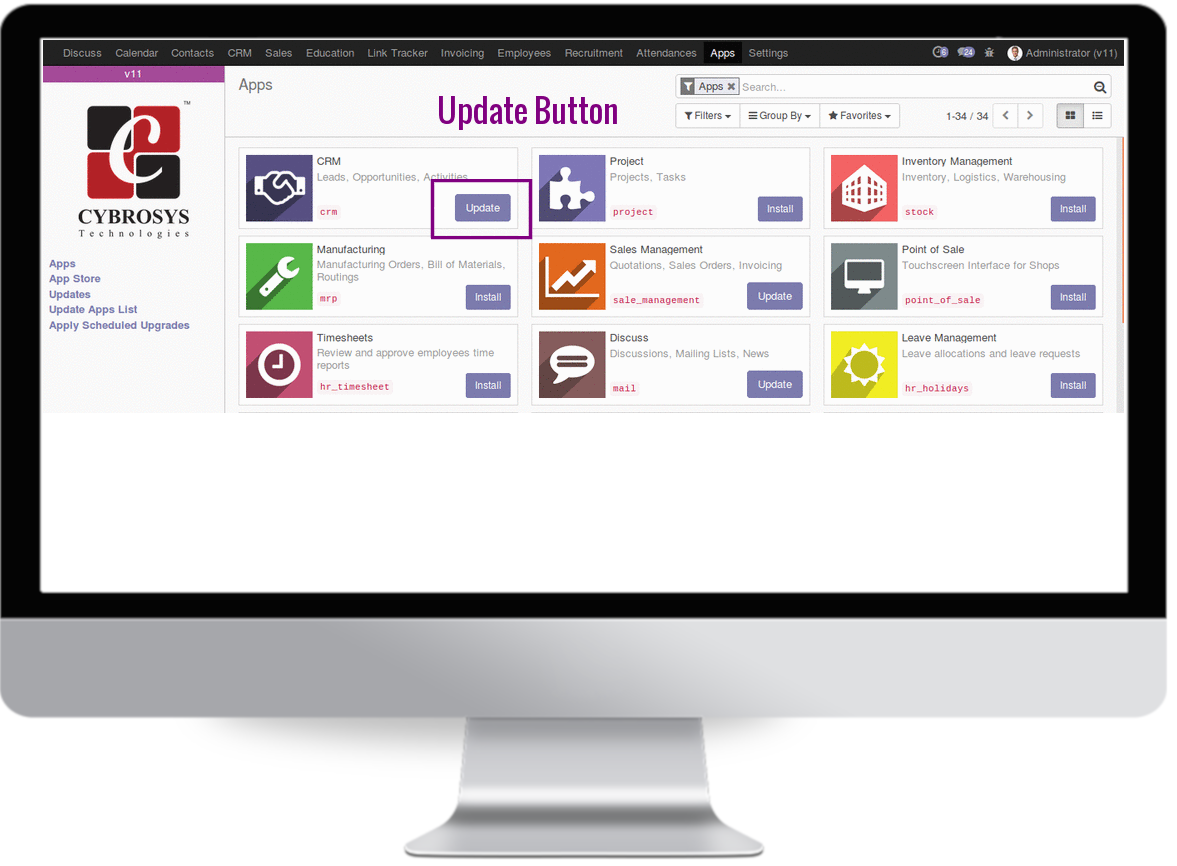 Discuss Calendar Contacts CRM Sales Education Link Tracker Invoicing Employees Recruitment Attendances Apps Settings 6 24 Administrator (v11)
v11
Apps
Apps Search...
Update Button
Filters Group By Favorites 1-34 / 34
C
™
CYBROSYS
Technologies
Apps
App Store
Updates
Update Apps List
Apply Scheduled Upgrades
CRM
Leads, Opportunities, Activities
crm
Update
Project
Projects, Tasks
project
Install
Inventory Management
Inventory, Logistics, Warehousing
stock
Install
Manufacturing
Manufacturing Orders, Bill of Materials,
Routings
mrp
Install
Sales Management
Quotations, Sales Orders, Invoicing
sale_management
Update
Point of Sale
Touchscreen Interface for Shops
point_of_sale
Install
Timesheets
Review and approve employees time
reports
hr_timesheet
Install
Discuss
Discussions, Mailing Lists, News
mail
Update
Leave Management
Leave allocations and leave requests
hr_holidays
Install